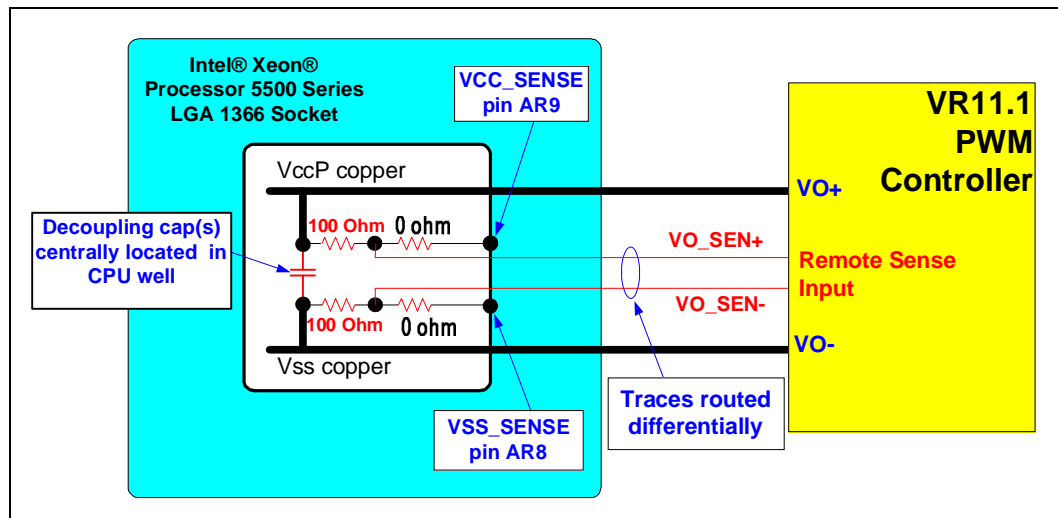 Intel® Xeon®
Processor 5500 Series
LGA 1366 Socket
VCC_SENSE
pin AR9
VR11.1
PWM
Controller
VccP copper
VO+
Decoupling cap(s)
centrally located in
CPU well
100 Ohm
0 ohm
VO_SEN+
Remote Sense
Input
VO_SEN-
100 Ohm
0 ohm
VO-
Vss copper
Traces routed
differentially
VSS_SENSE
pin AR8